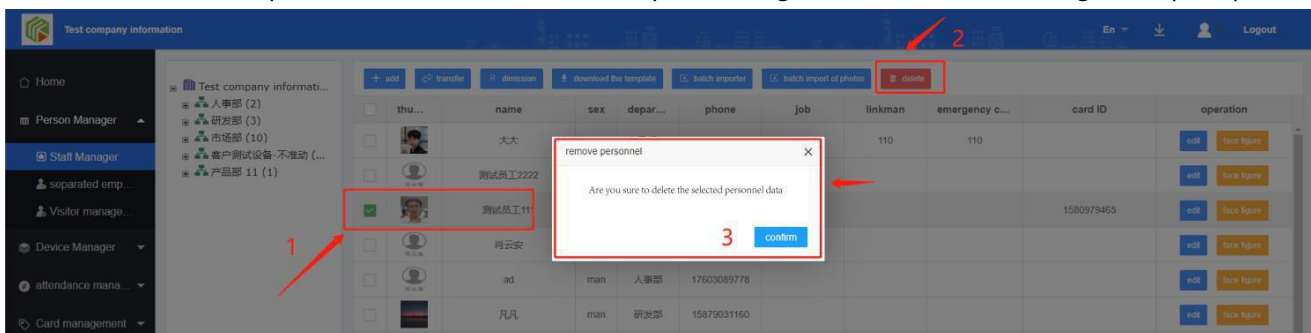 Test company information
En
Logout
2
Home
Person Manager
Staff Manager
separated emp...
Visitor manage...
Device Manager
attendance mana...
Card management
Test company informati...
人事部 (2)
研发部 (3)
市场部 (10)
客户测试设备-不准动 (...
产品部 11 (1)
add transfer dimission download the template batch importer batch import of photos delete
thu... name sex depar... phone job linkman emergency c... card ID operation
大大 110 110 edit face figure
测试员工2222 edit face figure
测试员工111 1580979465 edit face figure
肖云安 edit face figure
ad man 人事部 17603089778 edit face figure
凡凡 man 研发部 15879031160 edit face figure
remove personnel
Are you sure to delete the selected personnel data
confirm
1
3